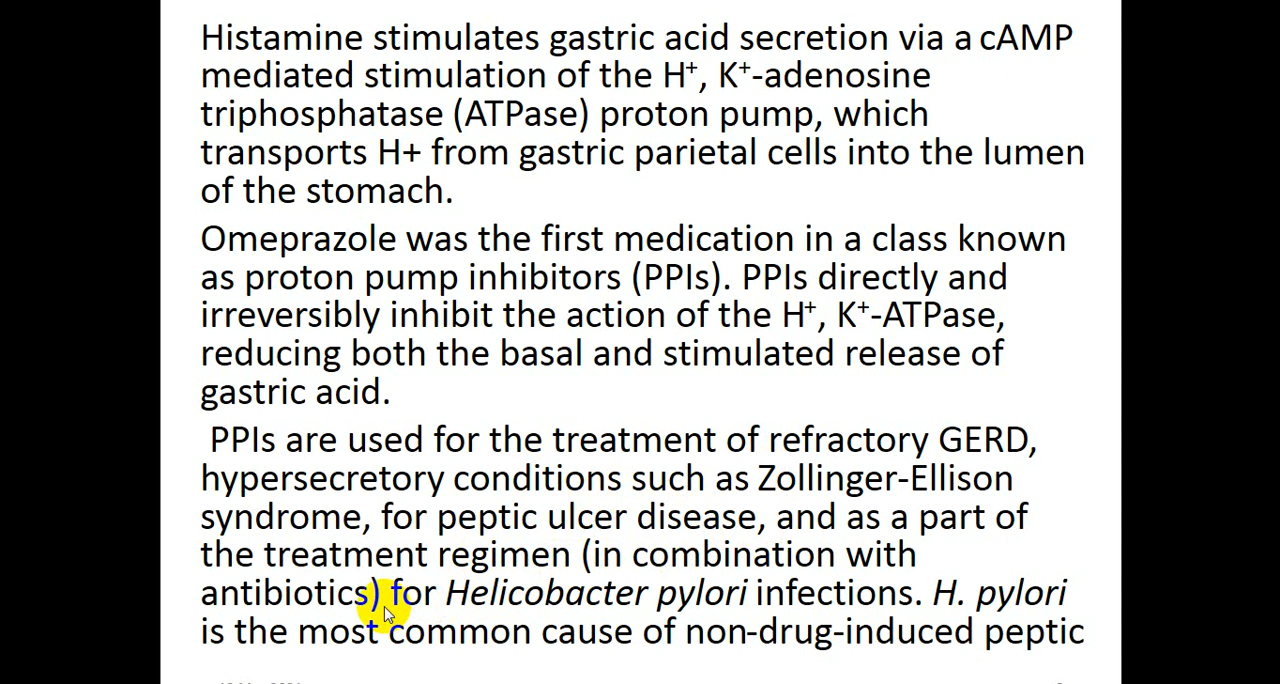 Histamine stimulates gastric acid secretion via a cAMP
mediated stimulation of the H⁺, K⁺-adenosine
triphosphatase (ATPase) proton pump, which
transports H+ from gastric parietal cells into the lumen
of the stomach.
Omeprazole was the first medication in a class known
as proton pump inhibitors (PPIs). PPIs directly and
irreversibly inhibit the action of the H⁺, K⁺-ATPase,
reducing both the basal and stimulated release of
gastric acid.
PPIs are used for the treatment of refractory GERD,
hypersecretory conditions such as Zollinger-Ellison
syndrome, for peptic ulcer disease, and as a part of
the treatment regimen (in combination with
antibiotics) for Helicobacter pylori infections. H. pylori
is the most common cause of non-drug-induced peptic